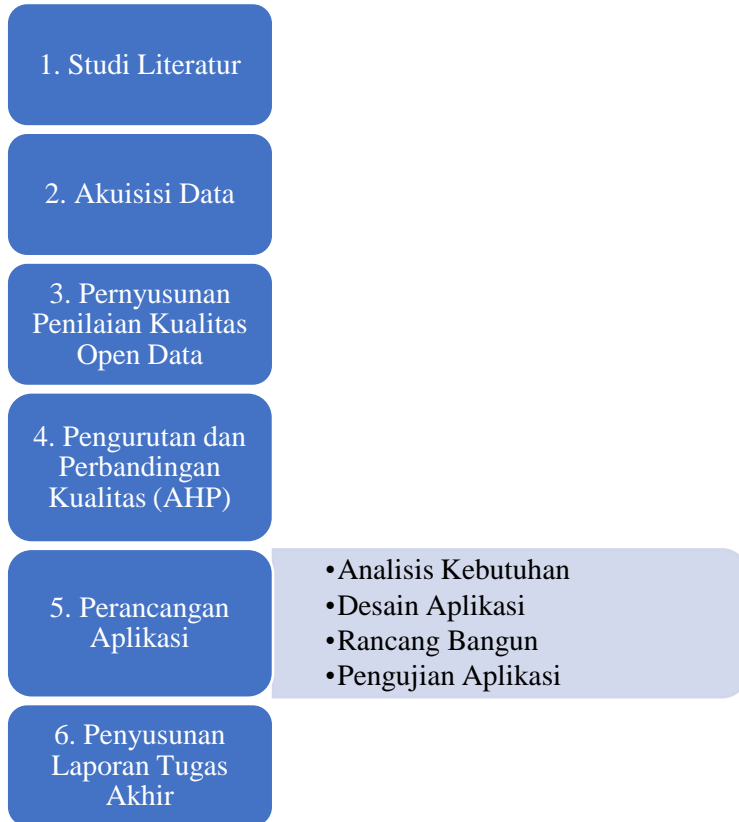 1. Studi Literatur
2. Akuisisi Data
3. Pernyusunan
Penilaian Kualitas
Open Data
4. Pengurutan dan
Perbandingan
Kualitas (AHP)
5. Perancangan
Aplikasi
•Analisis Kebutuhan
•Desain Aplikasi
•Rancang Bangun
•Pengujian Aplikasi
6. Penyusunan
Laporan Tugas
Akhir